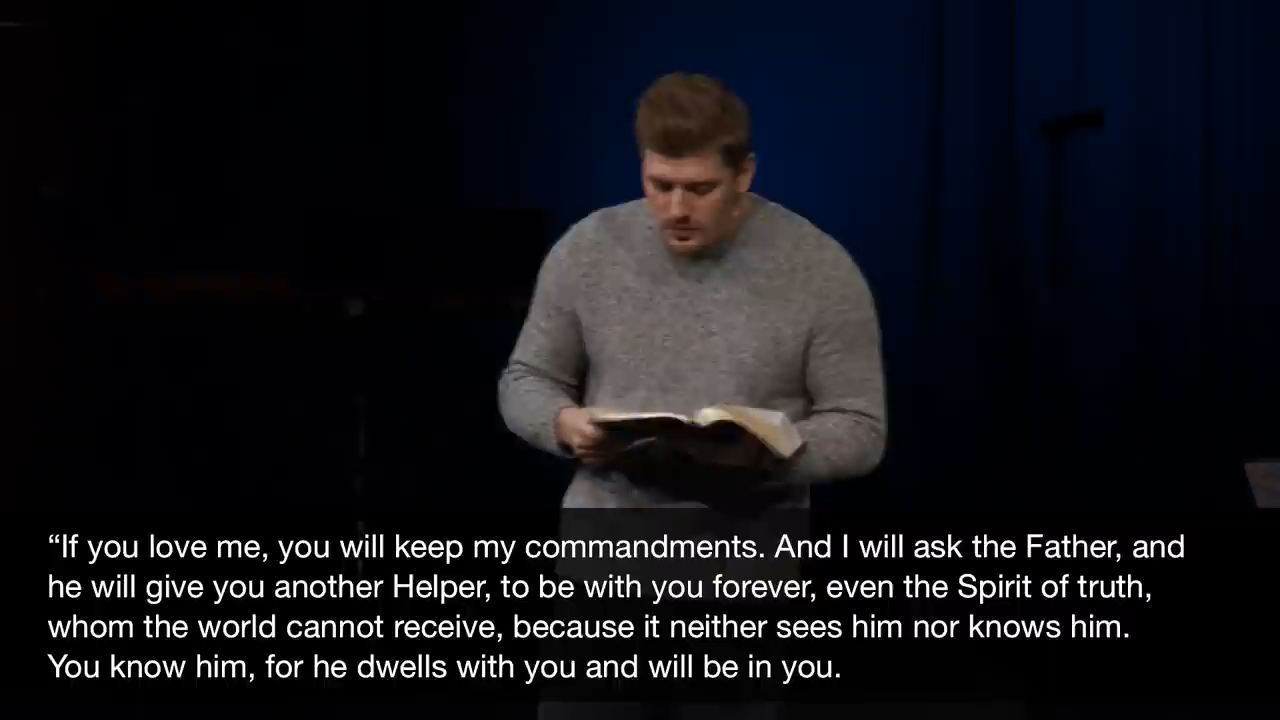 “If you love me, you will keep my commandments. And I will ask the Father, and
he will give you another Helper, to be with you forever, even the Spirit of truth,
whom the world cannot receive, because it neither sees him nor knows him.
You know him, for he dwells with you and will be in you.